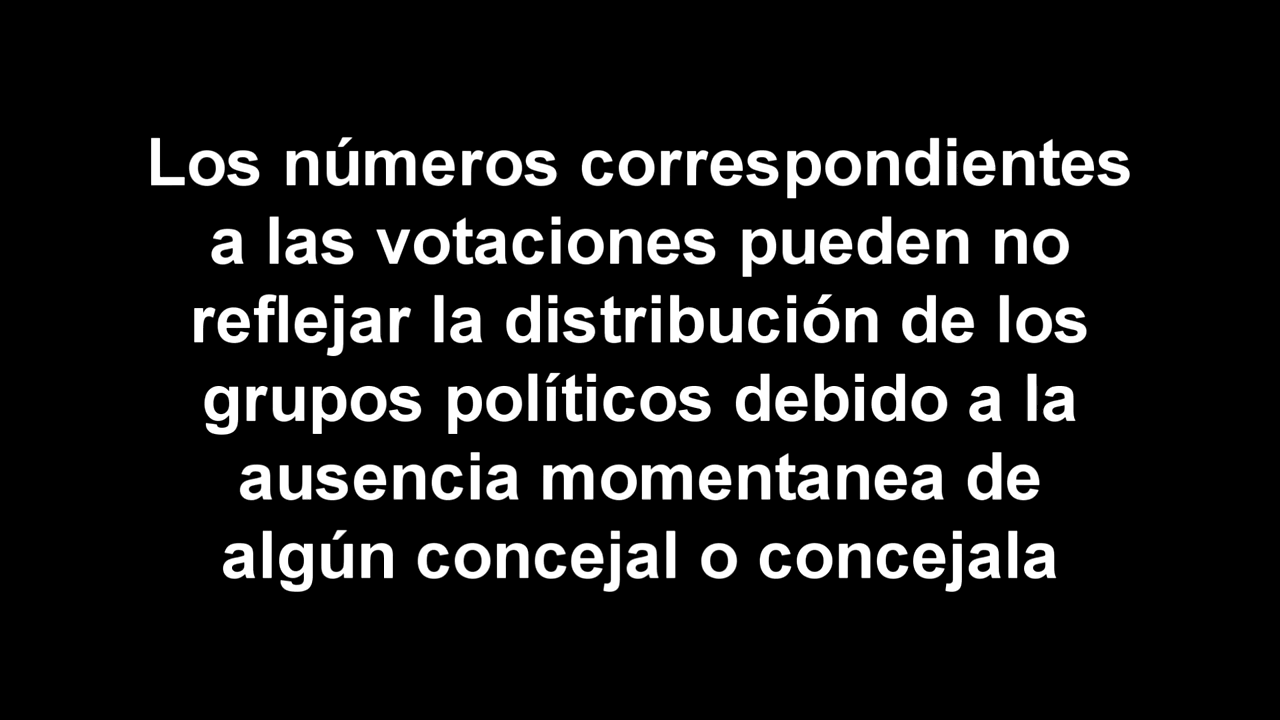 Los números correspondientes
a las votaciones pueden no
reflejar la distribución de los
grupos políticos debido a la
ausencia momentanea de
algún concejal o concejala